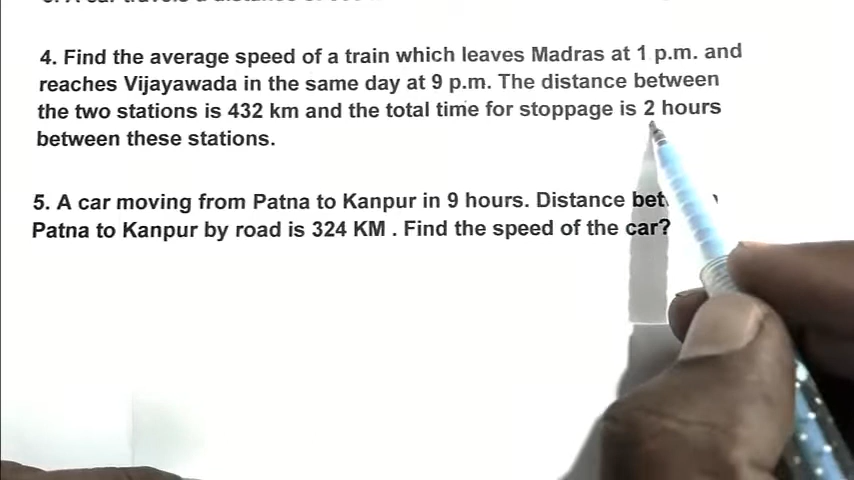 4. Find the average speed of a train which leaves Madras at 1 p.m. and
reaches Vijayawada in the same day at 9 p.m. The distance between
the two stations is 432 km and the total time for stoppage is 2 hours
between these stations.
5. A car moving from Patna to Kanpur in 9 hours. Distance
Patna to Kanpur by road is 324 KM . Find the speed of the car?